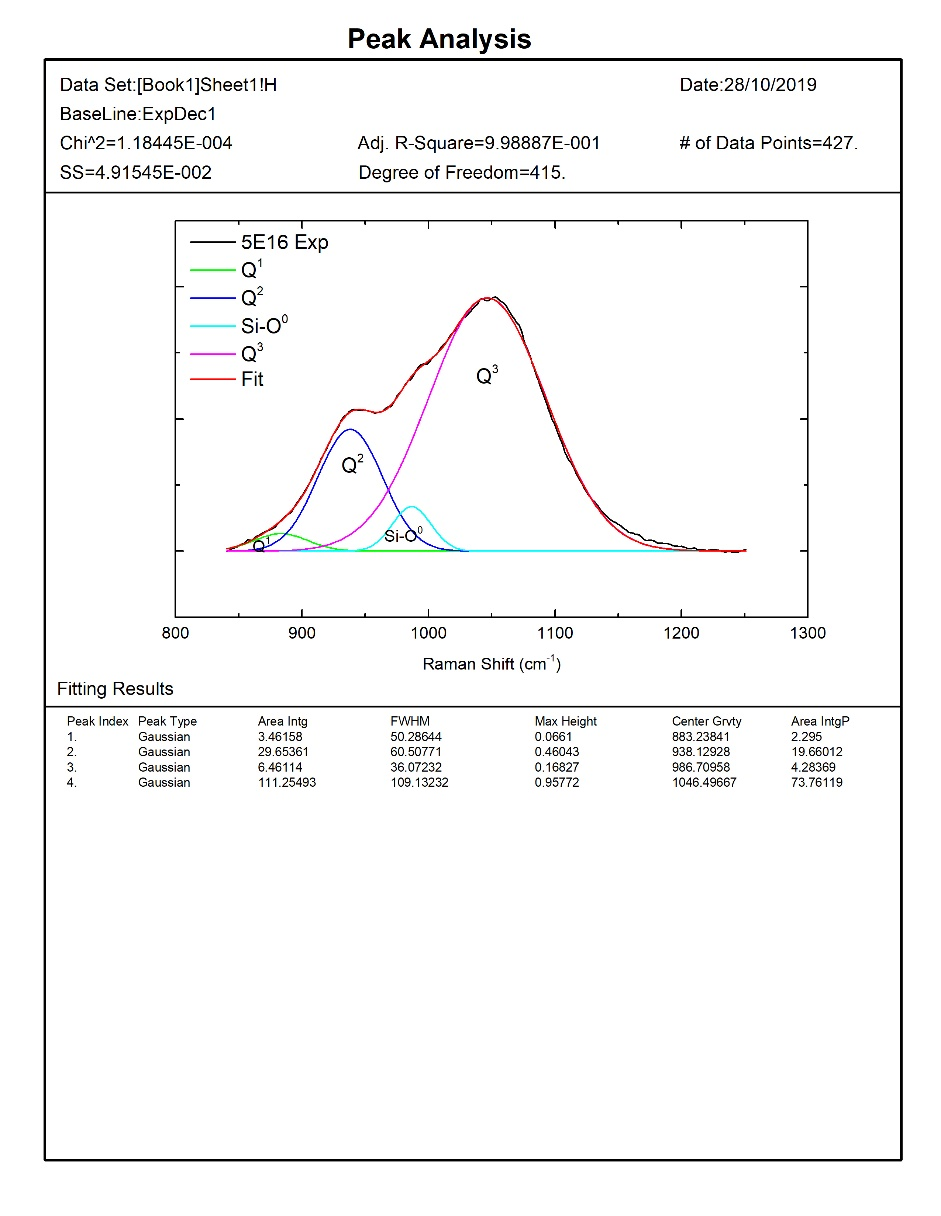 Peak Analysis
Data Set:[Book1]Sheet1!H Date:28/10/2019
BaseLine:ExpDec1
Chi^2=1.18445E-004 Adj. R-Square=9.98887E-001 # of Data Points=427.
SS=4.91545E-002 Degree of Freedom=415.
5E16 Exp
Q1
Q2
Si-O0
Q3
Fit
Q3
Q2
Si-O0
Q1
800 900 1000 1100 1200 1300
Raman Shift (cm-1)
Fitting Results
Peak Index Peak Type Area Intg FWHM Max Height Center Grvty Area IntgP
1. Gaussian 3.46158 50.28644 0.0661 883.23841 2.295
2. Gaussian 29.65361 60.50771 0.46043 938.12928 19.66012
3. Gaussian 6.46114 36.07232 0.16827 986.70958 4.28369
4. Gaussian 111.25493 109.13232 0.95772 1046.49667 73.76119